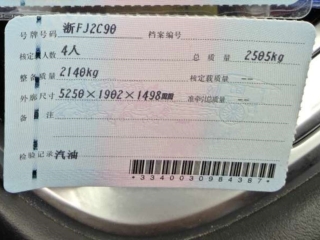 号牌号码 浙FJ2C90 档案编号
核定载人数 4人 总质量 2505kg
整备质量 2140kg 核定载质量 --
外廓尺寸 5250×1902×1498mm 准牵引总质量 --
备注
检验记录 汽油
*3340030984387*